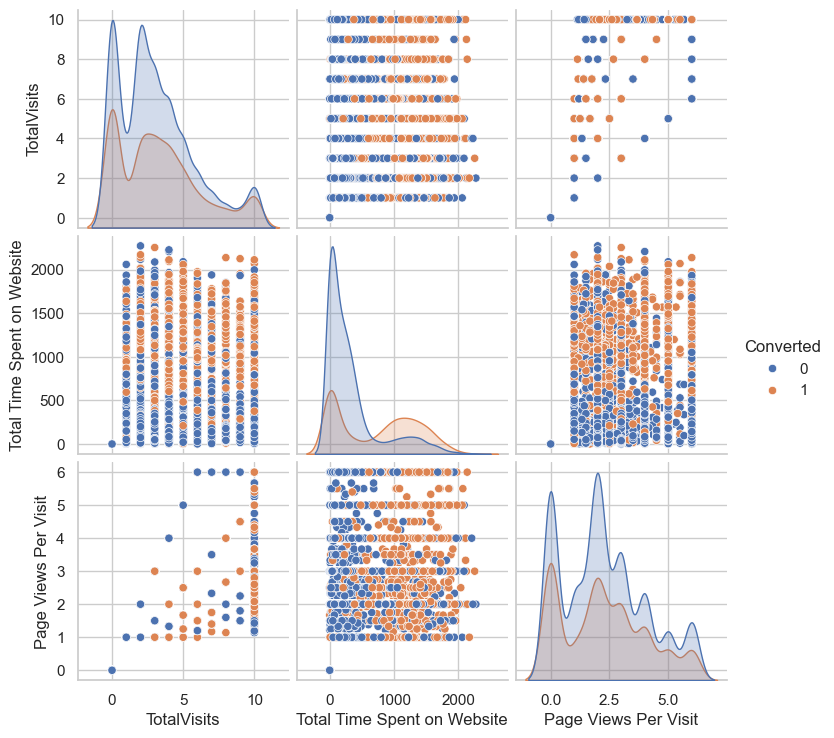 10
8
6
4
2
0
TotalVisits
2000
1500
1000
500
0
Total Time Spent on Website
Converted
0
1
6
5
4
3
2
1
0
Page Views Per Visit
0 5 10
0 1000 2000
0.0 2.5 5.0
TotalVisits
Total Time Spent on Website
Page Views Per Visit